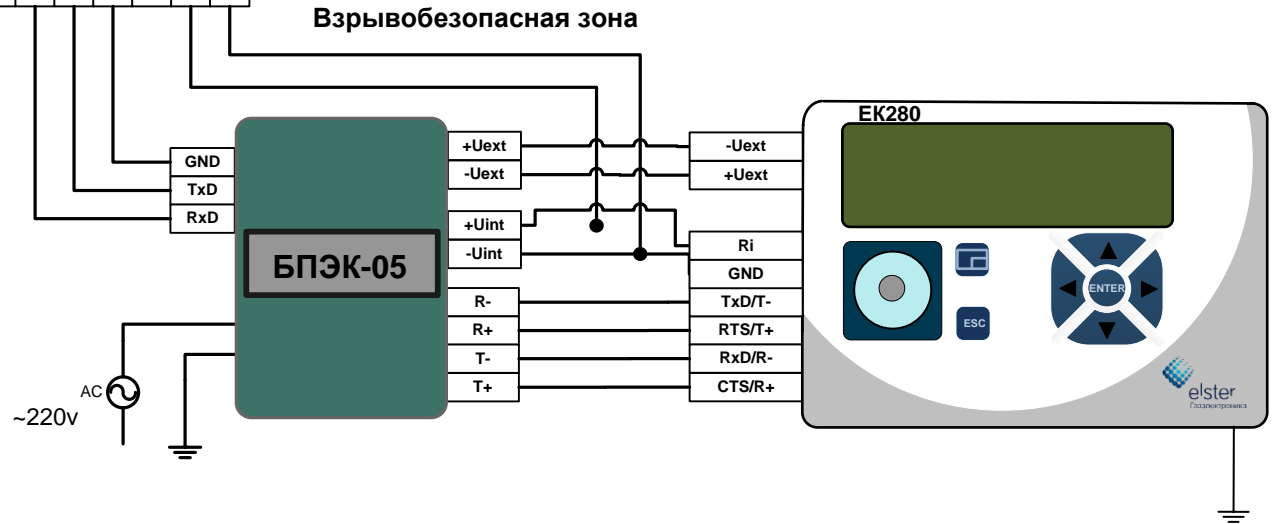 Взрывобезопасная зона
GND
TxD
RxD
БПЭК-05
+Uext
-Uext
+Uint
-Uint
R-
R+
T-
T+
AC
~220v
-Uext
+Uext
Ri
GND
TxD/T-
RTS/T+
RxD/R-
CTS/R+
ЕК280
ENTER
ESC
elster
Газэлектроника